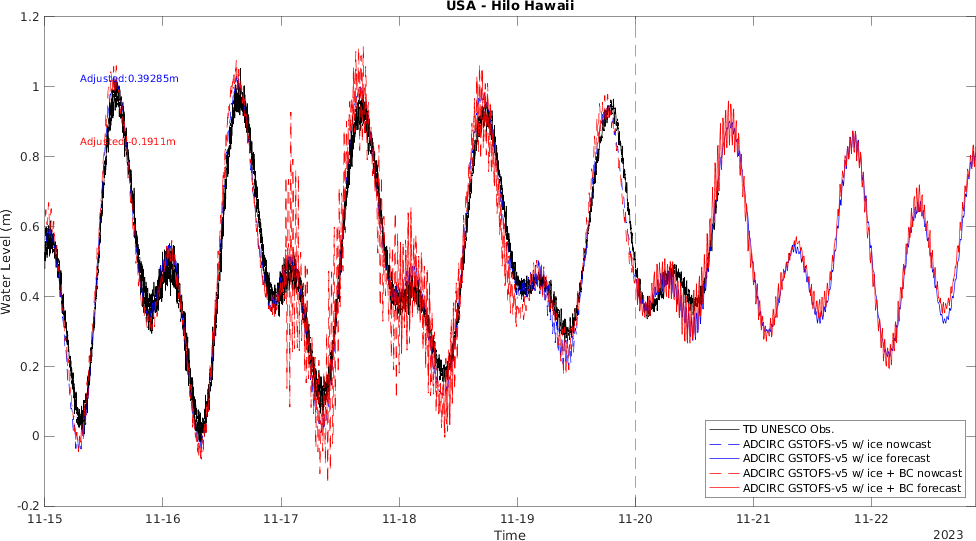 USA - Hilo Hawaii
1.2
1
0.8
0.6
0.4
0.2
0
-0.2
Water Level (m)
Adjusted:0.39285m
Adjusted:-0.1911m
TD UNESCO Obs.
ADCIRC GSTOFS-v5 w/ ice nowcast
ADCIRC GSTOFS-v5 w/ ice forecast
ADCIRC GSTOFS-v5 w/ ice + BC nowcast
ADCIRC GSTOFS-v5 w/ ice + BC forecast
11-15 11-16 11-17 11-18 11-19 11-20 11-21 11-22
Time
2023